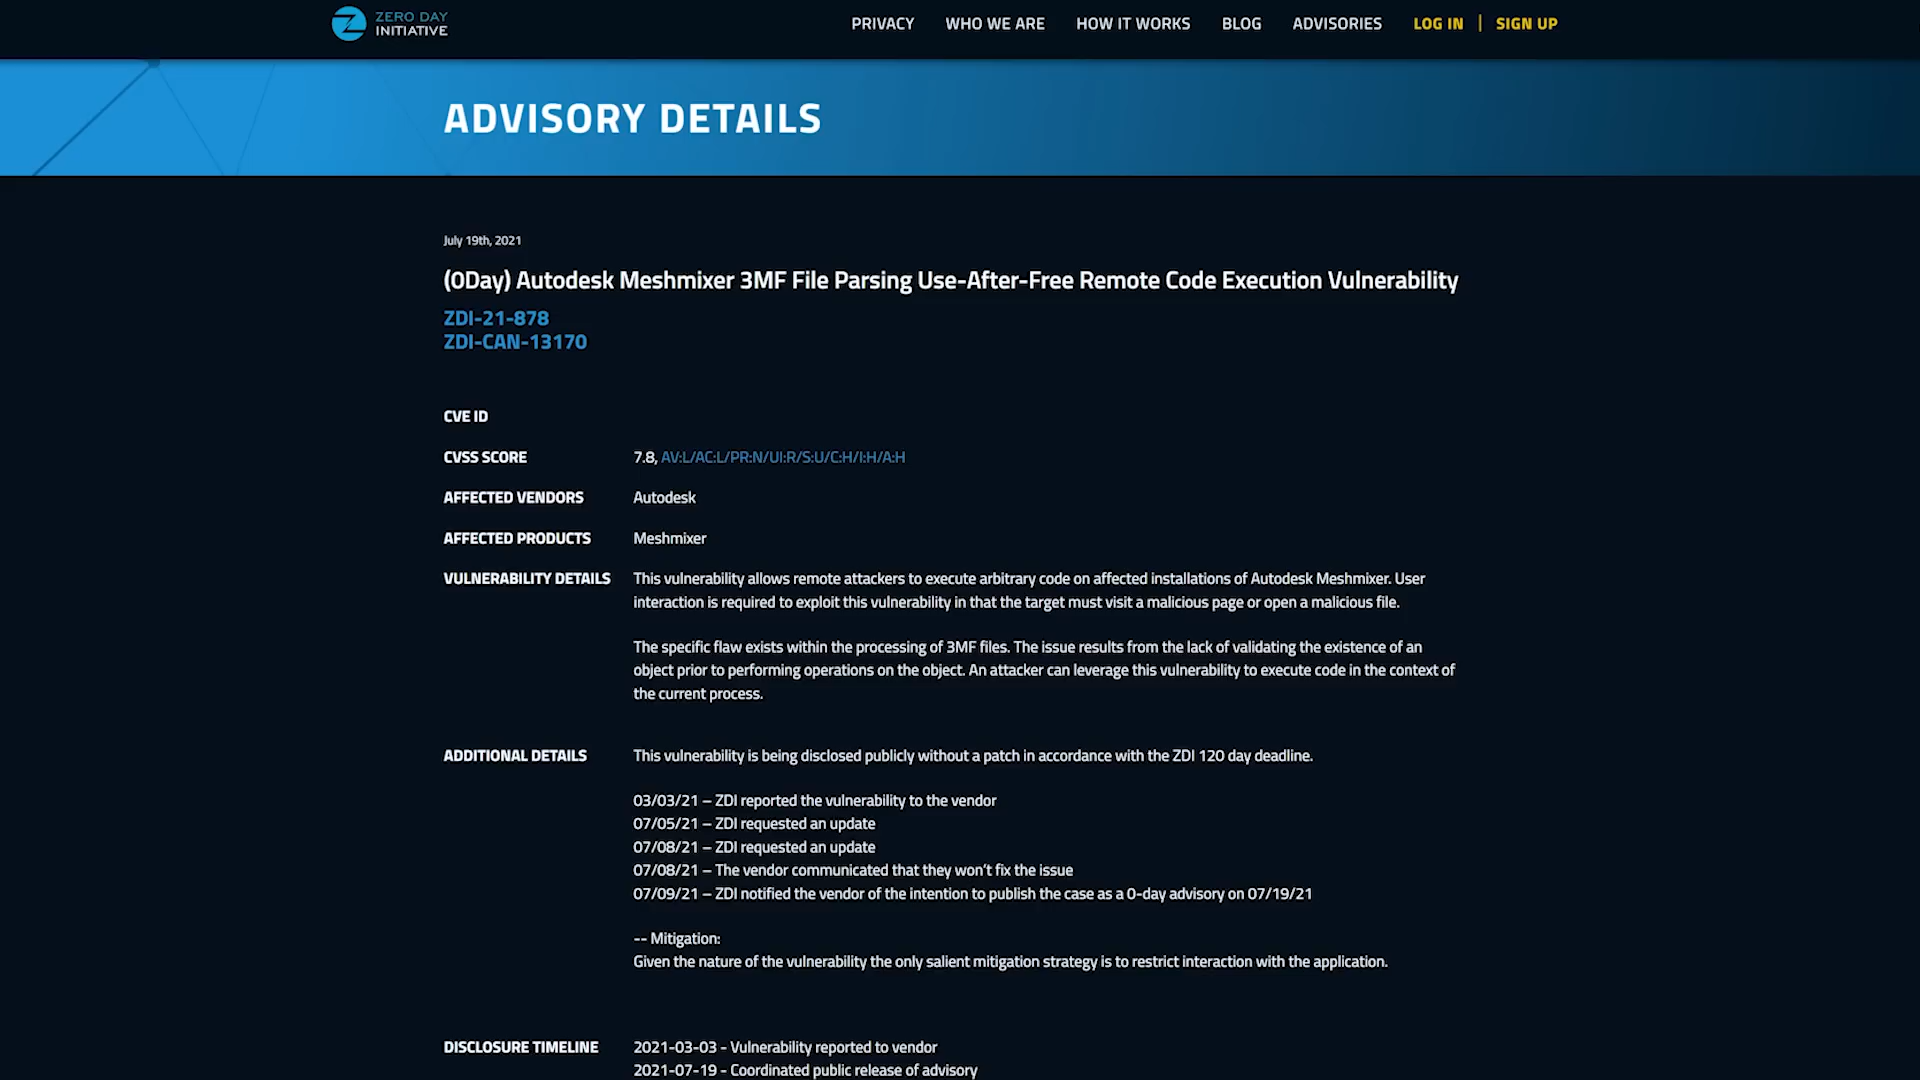 ZERO DAY
INITIATIVE
PRIVACY WHO WE ARE HOW IT WORKS BLOG ADVISORIES LOG IN | SIGN UP
ADVISORY DETAILS
July 19th, 2021
(0Day) Autodesk Meshmixer 3MF File Parsing Use-After-Free Remote Code Execution Vulnerability
ZDI-21-878
ZDI-CAN-13170
CVE ID
CVSS SCORE 7.8, AV:L/AC:L/PR:N/UI:R/S:U/C:H/I:H/A:H
AFFECTED VENDORS Autodesk
AFFECTED PRODUCTS Meshmixer
VULNERABILITY DETAILS This vulnerability allows remote attackers to execute arbitrary code on affected installations of Autodesk Meshmixer. User
interaction is required to exploit this vulnerability in that the target must visit a malicious page or open a malicious file.
The specific flaw exists within the processing of 3MF files. The issue results from the lack of validating the existence of an
object prior to performing operations on the object. An attacker can leverage this vulnerability to execute code in the context of
the current process.
ADDITIONAL DETAILS This vulnerability is being disclosed publicly without a patch in accordance with the ZDI 120 day deadline.
03/03/21 – ZDI reported the vulnerability to the vendor
07/05/21 – ZDI requested an update
07/08/21 – ZDI requested an update
07/08/21 – The vendor communicated that they won’t fix the issue
07/09/21 – ZDI notified the vendor of the intention to publish the case as a 0-day advisory on 07/19/21
-- Mitigation:
Given the nature of the vulnerability the only salient mitigation strategy is to restrict interaction with the application.
DISCLOSURE TIMELINE 2021-03-03 - Vulnerability reported to vendor
2021-07-19 - Coordinated public release of advisory